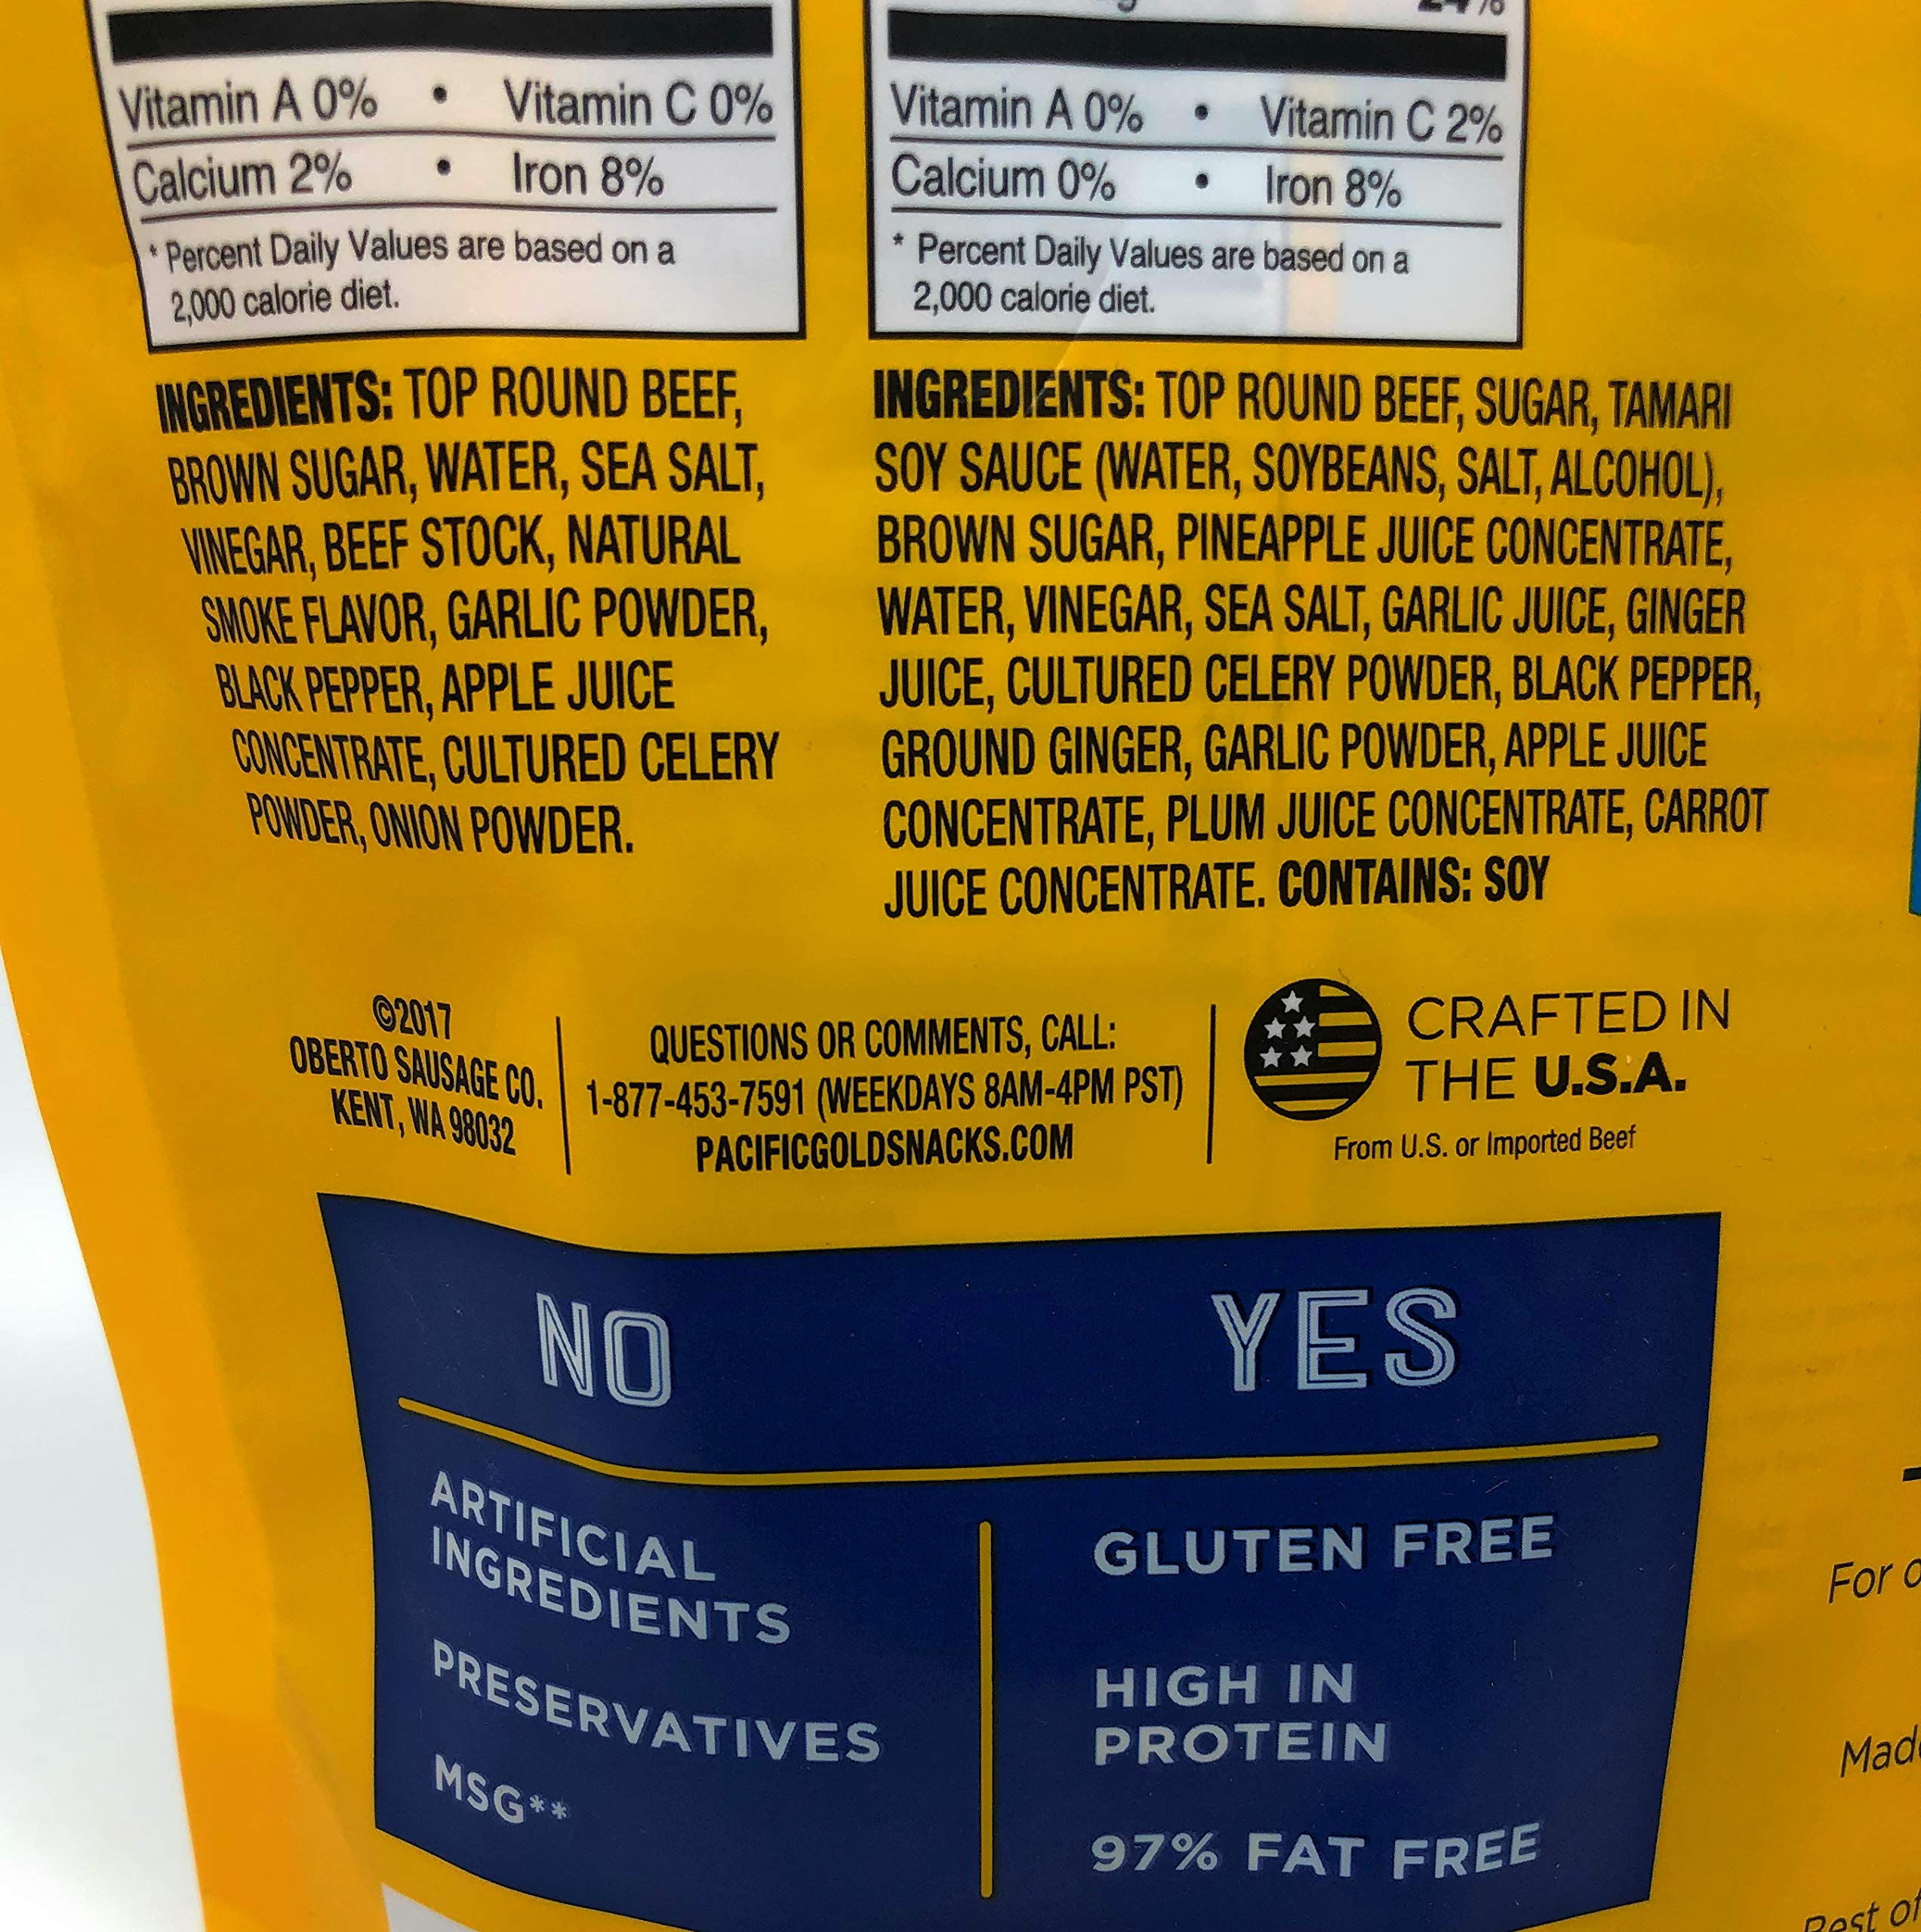 Vitamin A 0% • Vitamin C 0%
Calcium 2% • Iron 8%
* Percent Daily Values are based on a
2,000 calorie diet.
INGREDIENTS: TOP ROUND BEEF,
BROWN SUGAR, WATER, SEA SALT,
VINEGAR, BEEF STOCK, NATURAL
SMOKE FLAVOR, GARLIC POWDER,
BLACK PEPPER, APPLE JUICE
CONCENTRATE, CULTURED CELERY
POWDER, ONION POWDER.
Vitamin A 0% • Vitamin C 2%
Calcium 0% • Iron 8%
* Percent Daily Values are based on a
2,000 calorie diet.
INGREDIENTS: TOP ROUND BEEF, SUGAR, TAMARI
SOY SAUCE (WATER, SOYBEANS, SALT, ALCOHOL),
BROWN SUGAR, PINEAPPLE JUICE CONCENTRATE,
WATER, VINEGAR, SEA SALT, GARLIC JUICE, GINGER
JUICE, CULTURED CELERY POWDER, BLACK PEPPER,
GROUND GINGER, GARLIC POWDER, APPLE JUICE
CONCENTRATE, PLUM JUICE CONCENTRATE, CARROT
JUICE CONCENTRATE. CONTAINS: SOY
©2017
OBERTO SAUSAGE CO.
KENT, WA 98032
QUESTIONS OR COMMENTS, CALL:
1-877-453-7591 (WEEKDAYS 8AM-4PM PST)
PACIFICGOLDSNACKS.COM
CRAFTED IN
THE U.S.A.
From U.S. or Imported Beef
NO
ARTIFICIAL
INGREDIENTS
PRESERVATIVES
MSG**
YES
GLUTEN FREE
HIGH IN
PROTEIN
97% FAT FREE
For